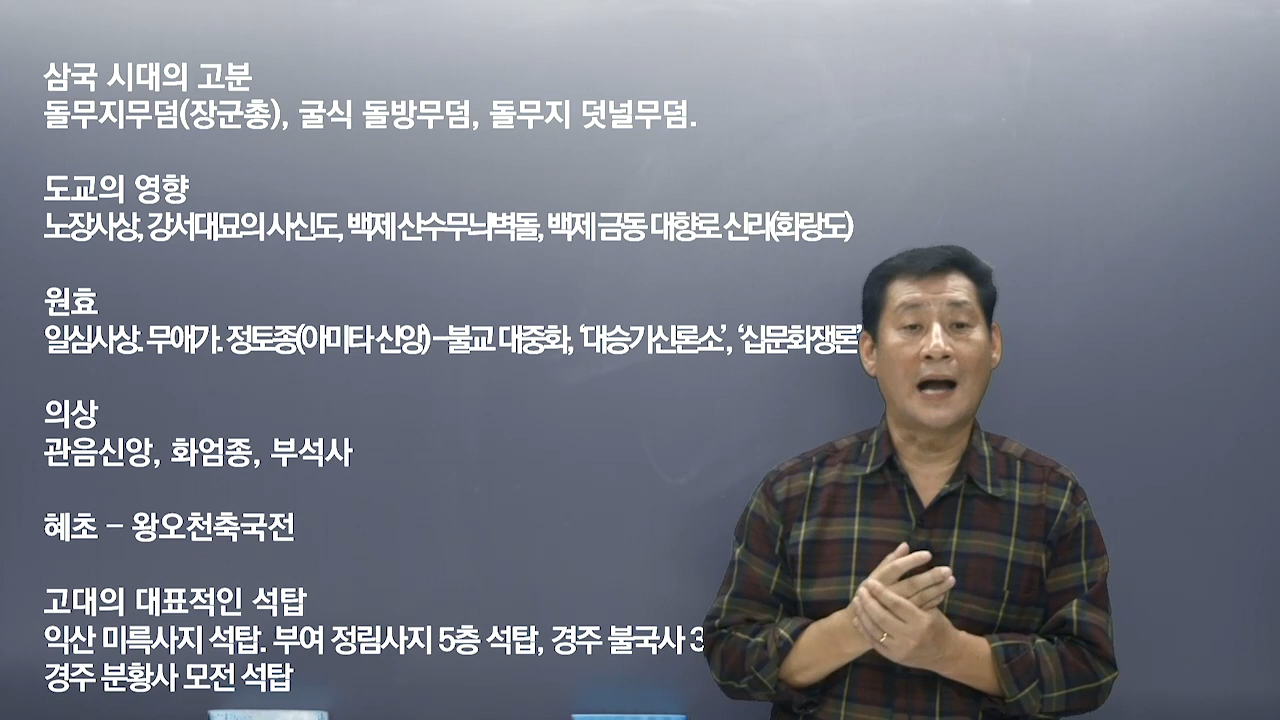 삼국 시대의 고분
돌무지무덤(장군총), 굴식 돌방무덤, 돌무지 덧널무덤.
도교의 영향
노장사상, 강서대묘의 사신도, 백제 산수무늬벽돌, 백제 금동 대향로 신라(화랑도)
원효
일심사상. 무애가. 정토종(아미타 신앙) –불교 대중화, ‘대승기신론소’, ‘십문화쟁론’
의상
관음신앙, 화엄종, 부석사
혜초 – 왕오천축국전
고대의 대표적인 석탑
익산 미륵사지 석탑. 부여 정림사지 5층 석탑, 경주 불국사 3
경주 분황사 모전 석탑